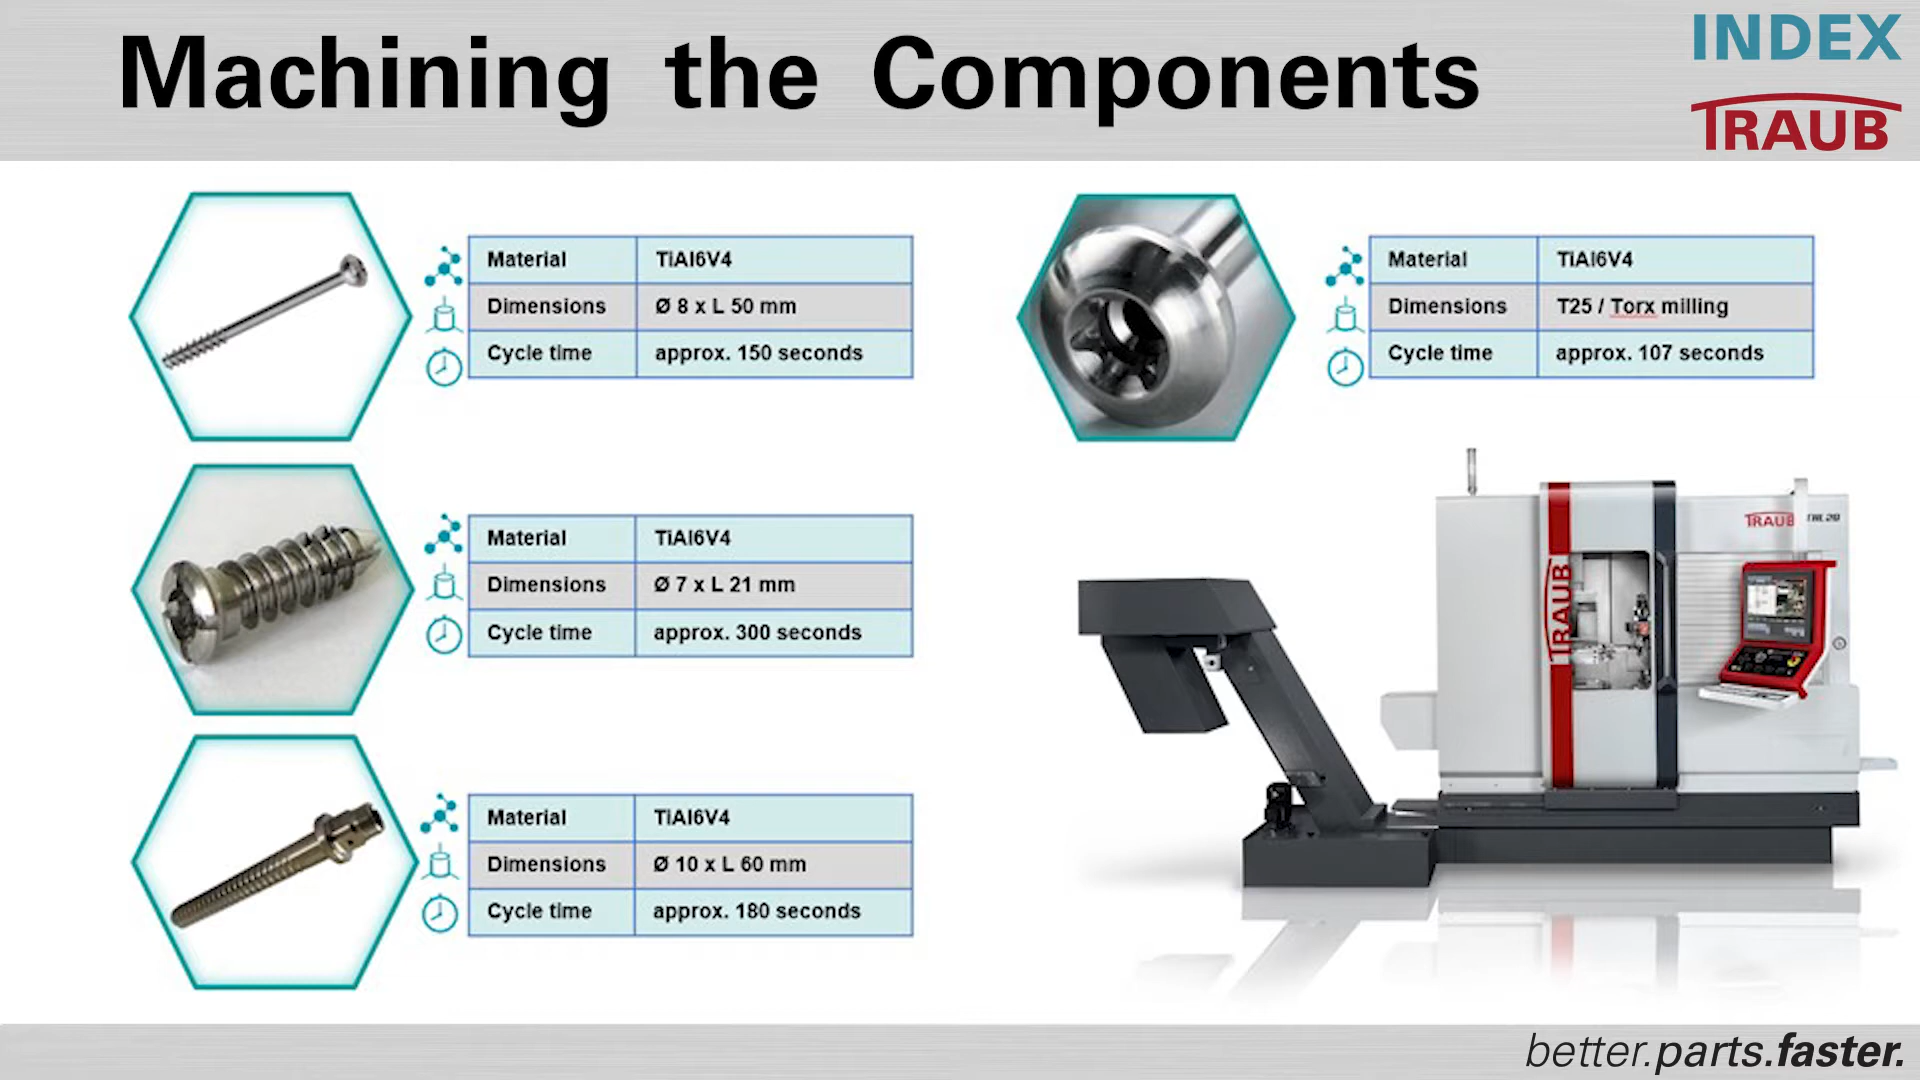 Machining the Components
INDEX
TRAUB
Material TiAl6V4
Dimensions Ø 8 x L 50 mm
Cycle time approx. 150 seconds
Material TiAl6V4
Dimensions T25 / Torx milling
Cycle time approx. 107 seconds
Material TiAl6V4
Dimensions Ø 7 x L 21 mm
Cycle time approx. 300 seconds
Material TiAl6V4
Dimensions Ø 10 x L 60 mm
Cycle time approx. 180 seconds
TRAUB
TRAUB
better.parts.faster.